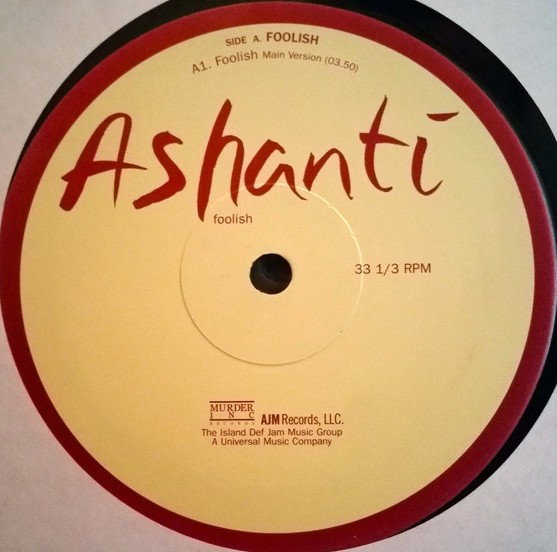 SIDE A. FOOLISH
A1. Foolish Main Version (03.50)
Ashanti
foolish
33 1/3 RPM
MURDER
INC
RECORDS
AJM Records, LLC.
The Island Def Jam Music Group
A Universal Music Company